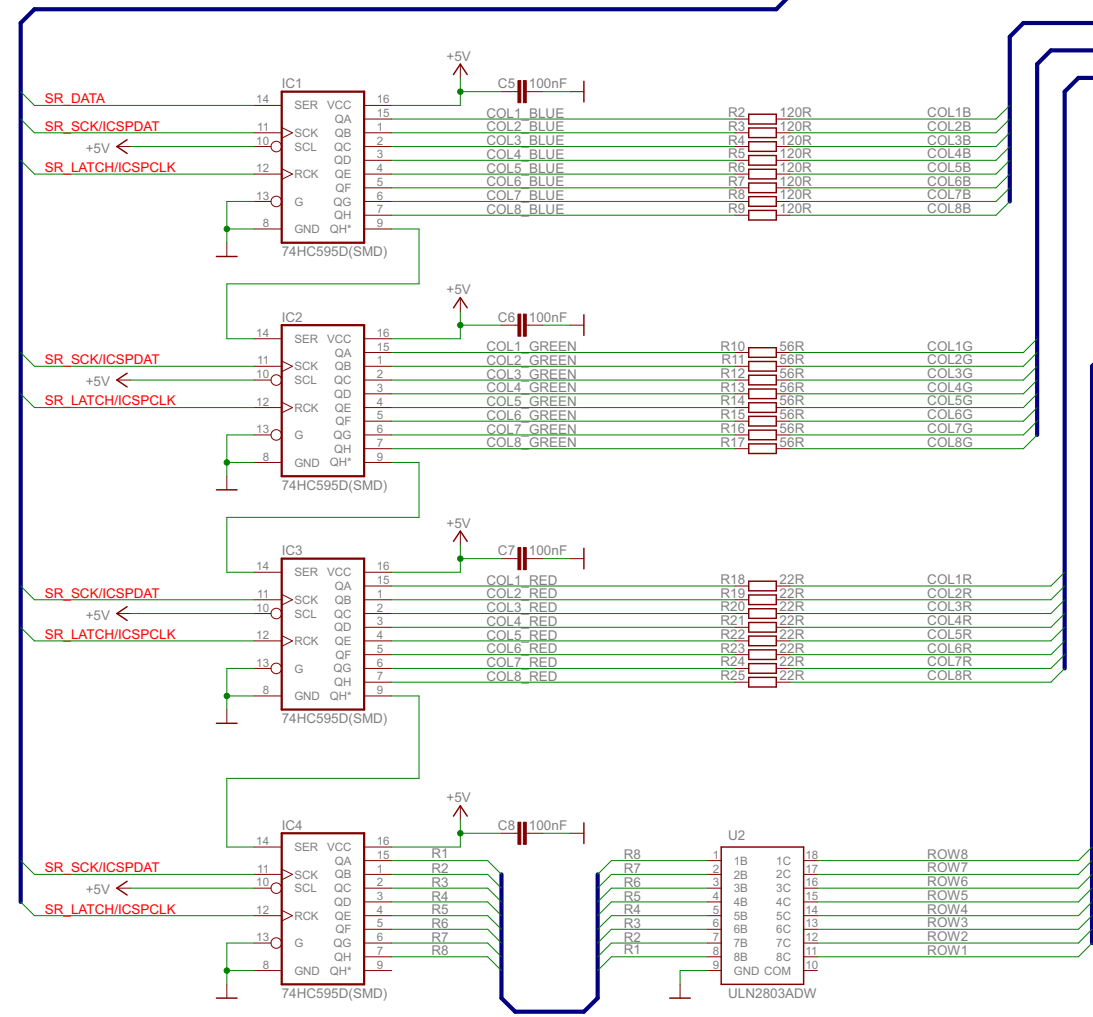 +5V
IC1 C5 100nF
SR_DATA 14 SER VCC 16
QA 15 COL1_BLUE R2 120R COL1B
SR_SCK/ICSPDAT 11 SCK QB 1 COL2_BLUE R3 120R COL2B
+5V 10 SCL QC 2 COL3_BLUE R4 120R COL3B
QD 3 COL4_BLUE R5 120R COL4B
SR_LATCH/ICSPCLK 12 RCK QE 4 COL5_BLUE R6 120R COL5B
QF 5 COL6_BLUE R7 120R COL6B
13 G QG 6 COL7_BLUE R8 120R COL7B
QH 7 COL8_BLUE R9 120R COL8B
8 GND QH* 9
74HC595D(SMD)
+5V
IC2 C6 100nF
14 SER VCC 16
QA 15 COL1_GREEN R10 56R COL1G
SR_SCK/ICSPDAT 11 SCK QB 1 COL2_GREEN R11 56R COL2G
+5V 10 SCL QC 2 COL3_GREEN R12 56R COL3G
QD 3 COL4_GREEN R13 56R COL4G
SR_LATCH/ICSPCLK 12 RCK QE 4 COL5_GREEN R14 56R COL5G
QF 5 COL6_GREEN R15 56R COL6G
13 G QG 6 COL7_GREEN R16 56R COL7G
QH 7 COL8_GREEN R17 56R COL8G
8 GND QH* 9
74HC595D(SMD)
+5V
IC3 C7 100nF
14 SER VCC 16
QA 15 COL1_RED R18 22R COL1R
SR_SCK/ICSPDAT 11 SCK QB 1 COL2_RED R19 22R COL2R
+5V 10 SCL QC 2 COL3_RED R20 22R COL3R
QD 3 COL4_RED R21 22R COL4R
SR_LATCH/ICSPCLK 12 RCK QE 4 COL5_RED R22 22R COL5R
QF 5 COL6_RED R23 22R COL6R
13 G QG 6 COL7_RED R24 22R COL7R
QH 7 COL8_RED R25 22R COL8R
8 GND QH* 9
74HC595D(SMD)
+5V
IC4 C8 100nF U2
14 SER VCC 16
QA 15 R1 R8 1 1B 1C 18 ROW8
SR_SCK/ICSPDAT 11 SCK QB 1 R2 R7 2 2B 2C 17 ROW7
+5V 10 SCL QC 2 R3 R6 3 3B 3C 16 ROW6
QD 3 R4 R5 4 4B 4C 15 ROW5
SR_LATCH/ICSPCLK 12 RCK QE 4 R5 R4 5 5B 5C 14 ROW4
QF 5 R6 R3 6 6B 6C 13 ROW3
13 G QG 6 R7 R2 7 7B 7C 12 ROW2
QH 7 R8 R1 8 8B 8C 11 ROW1
8 GND QH* 9 9 GND COM 10
74HC595D(SMD) ULN2803ADW